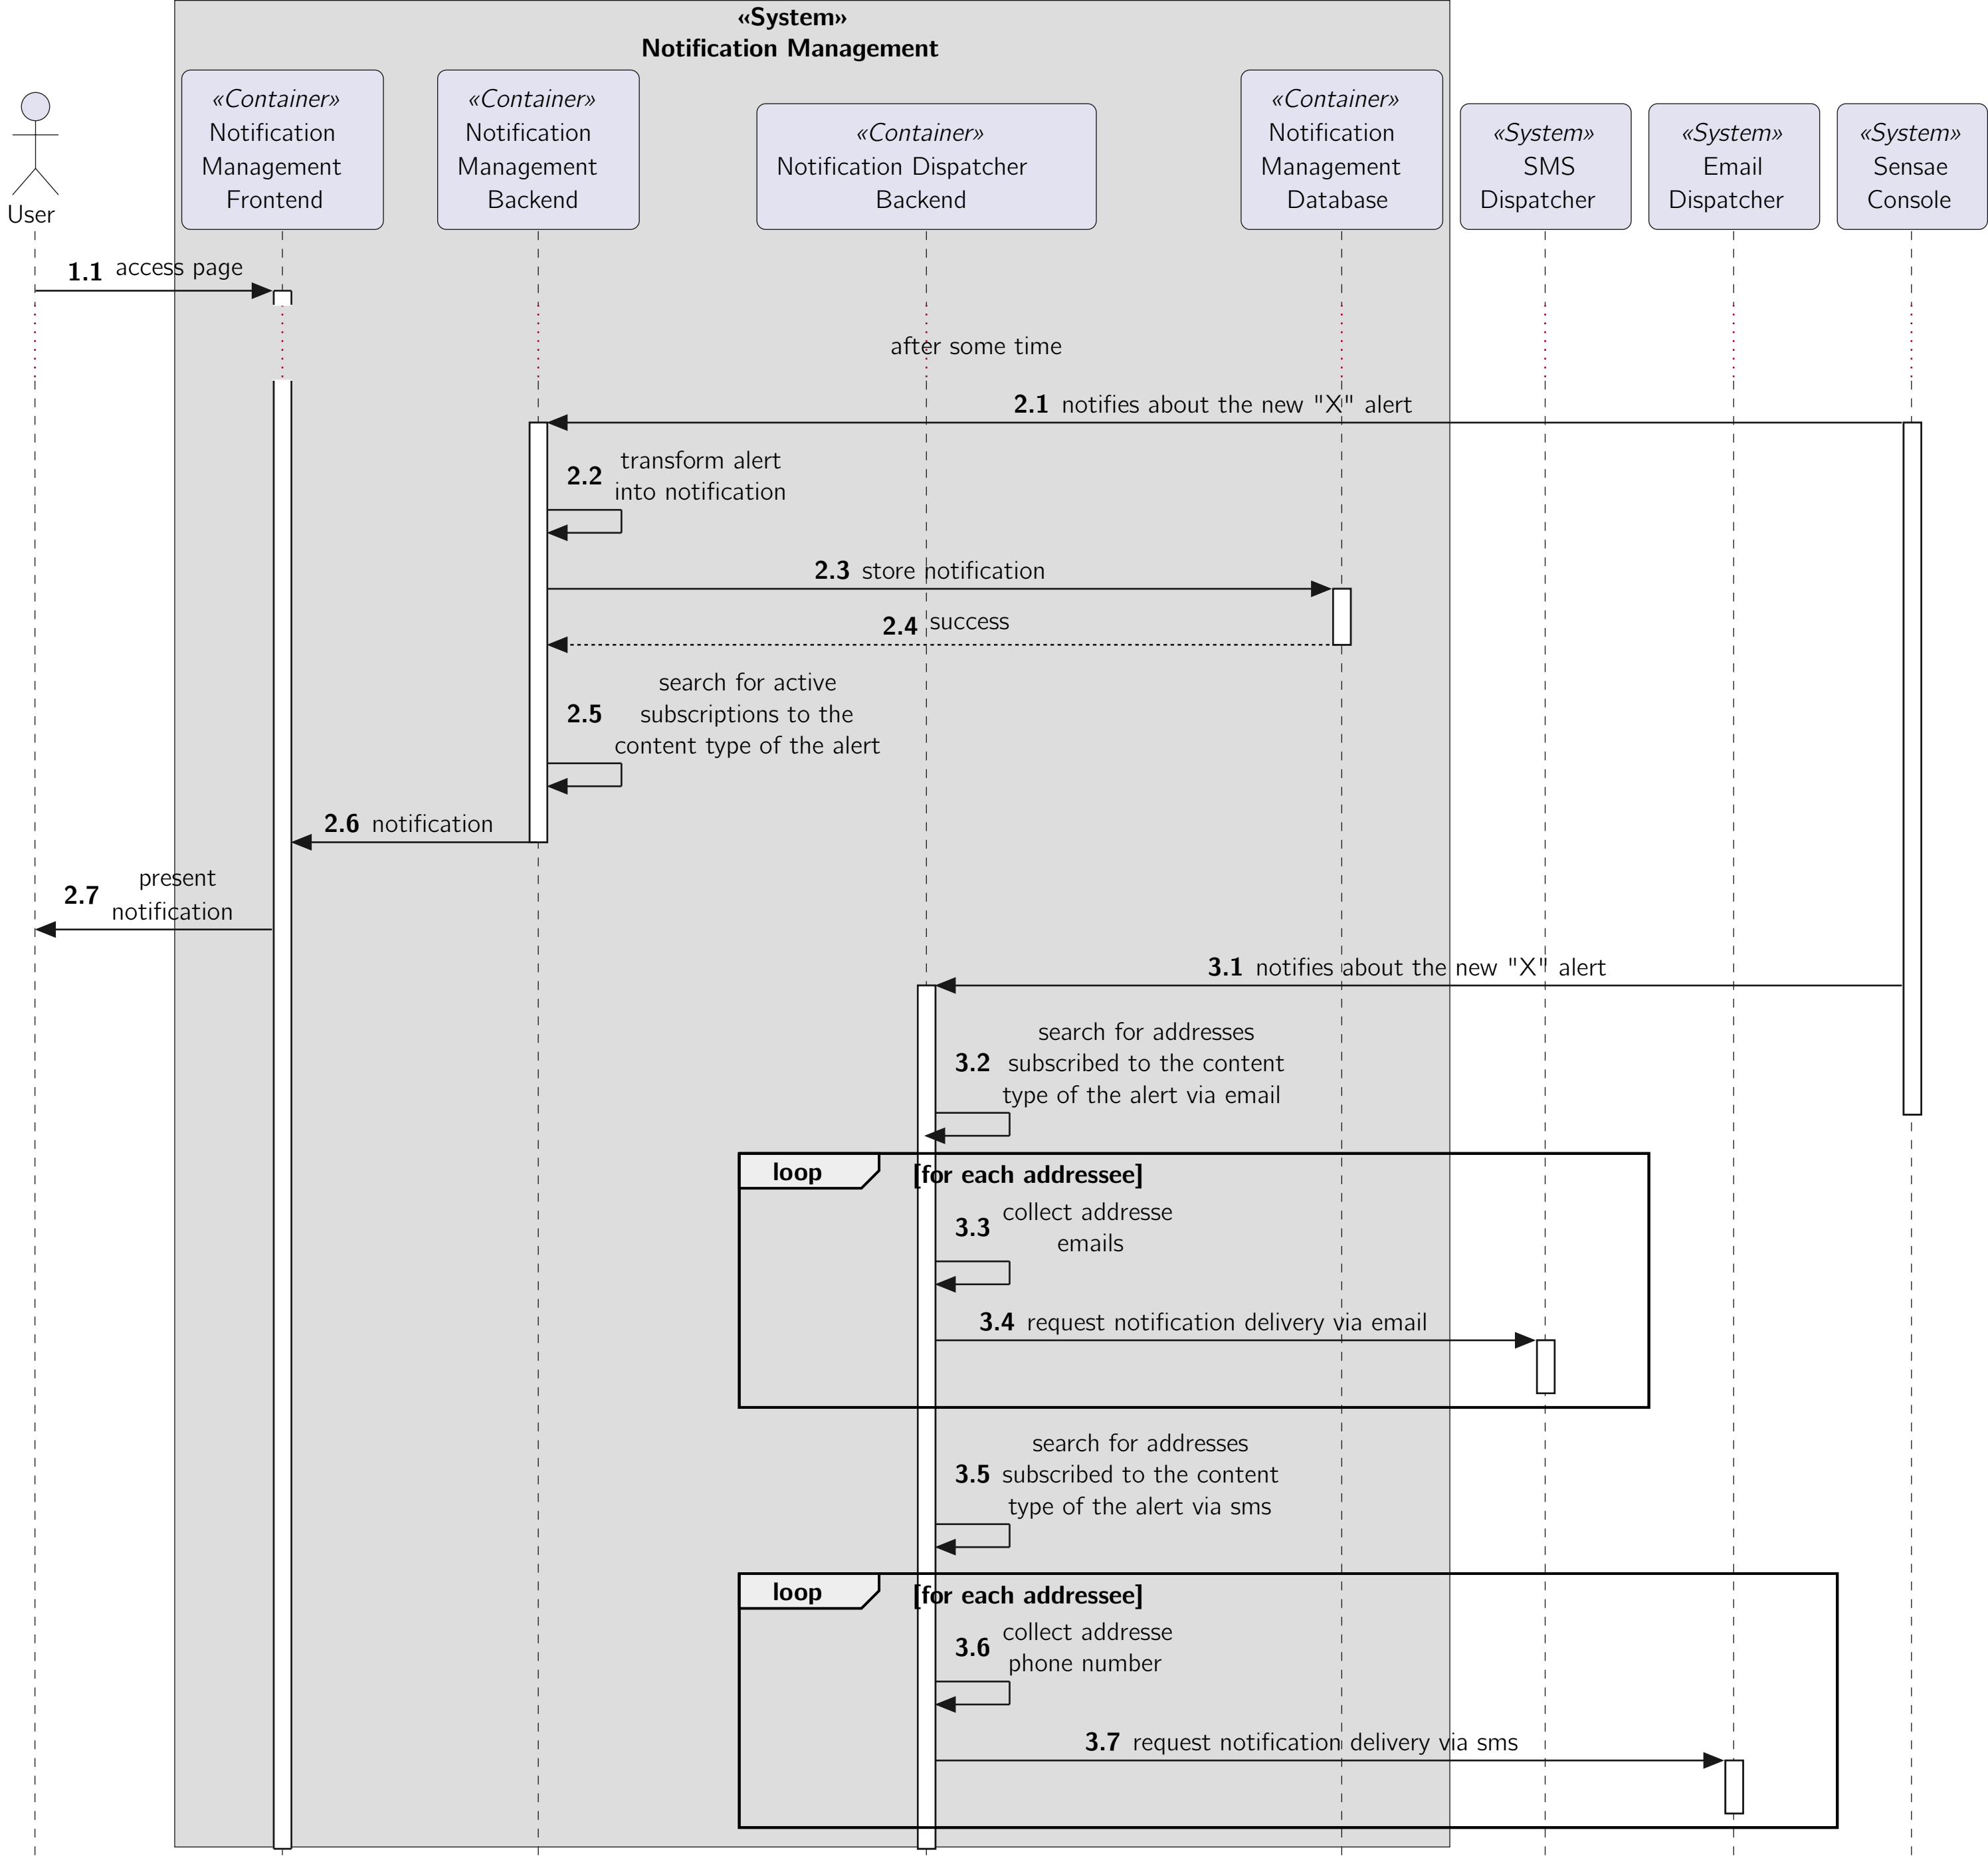 «System»
Notification Management
User
«Container»
Notification
Management
Frontend
«Container»
Notification
Management
Backend
«Container»
Notification Dispatcher
Backend
«Container»
Notification
Management
Database
«System»
SMS
Dispatcher
«System»
Email
Dispatcher
«System»
Sensae
Console
1.1 access page
after some time
2.1 notifies about the new "X" alert
2.2 transform alert
into notification
2.3 store notification
2.4 success
2.5 search for active
subscriptions to the
content type of the alert
2.6 notification
2.7 present
notification
3.1 notifies about the new "X" alert
3.2 search for addresses
subscribed to the content
type of the alert via email
loop [for each addressee]
3.3 collect addresse
emails
3.4 request notification delivery via email
3.5 search for addresses
subscribed to the content
type of the alert via sms
loop [for each addressee]
3.6 collect addresse
phone number
3.7 request notification delivery via sms